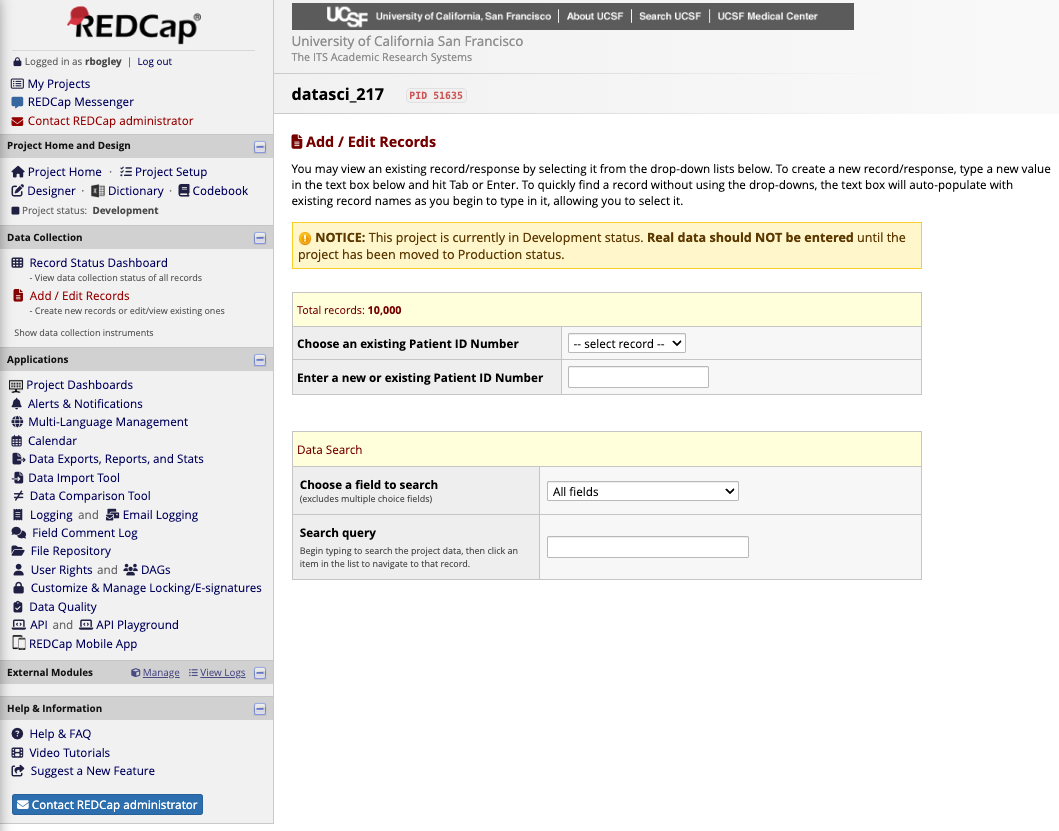 REDCap®
Logged in as rbogley | Log out
My Projects
REDCap Messenger
Contact REDCap administrator
Project Home and Design
Project Home · Project Setup
Designer · Dictionary · Codebook
Project status: Development
Data Collection
Record Status Dashboard
- View data collection status of all records
Add / Edit Records
- Create new records or edit/view existing ones
Show data collection instruments
Applications
Project Dashboards
Alerts & Notifications
Multi-Language Management
Calendar
Data Exports, Reports, and Stats
Data Import Tool
Data Comparison Tool
Logging and Email Logging
Field Comment Log
File Repository
User Rights and DAGs
Customize & Manage Locking/E-signatures
Data Quality
API and API Playground
REDCap Mobile App
External Modules Manage View Logs
Help & Information
Help & FAQ
Video Tutorials
Suggest a New Feature
Contact REDCap administrator
UCSF University of California, San Francisco | About UCSF | Search UCSF | UCSF Medical Center
University of California San Francisco
The ITS Academic Research Systems
datasci_217 PID 51635
Add / Edit Records
You may view an existing record/response by selecting it from the drop-down lists below. To create a new record/response, type a new value
in the text box below and hit Tab or Enter. To quickly find a record without using the drop-downs, the text box will auto-populate with
existing record names as you begin to type in it, allowing you to select it.
NOTICE: This project is currently in Development status. Real data should NOT be entered until the
project has been moved to Production status.
Total records: 10,000
Choose an existing Patient ID Number -- select record --
Enter a new or existing Patient ID Number
Data Search
Choose a field to search All fields
(excludes multiple choice fields)
Search query
Begin typing to search the project data, then click an
item in the list to navigate to that record.